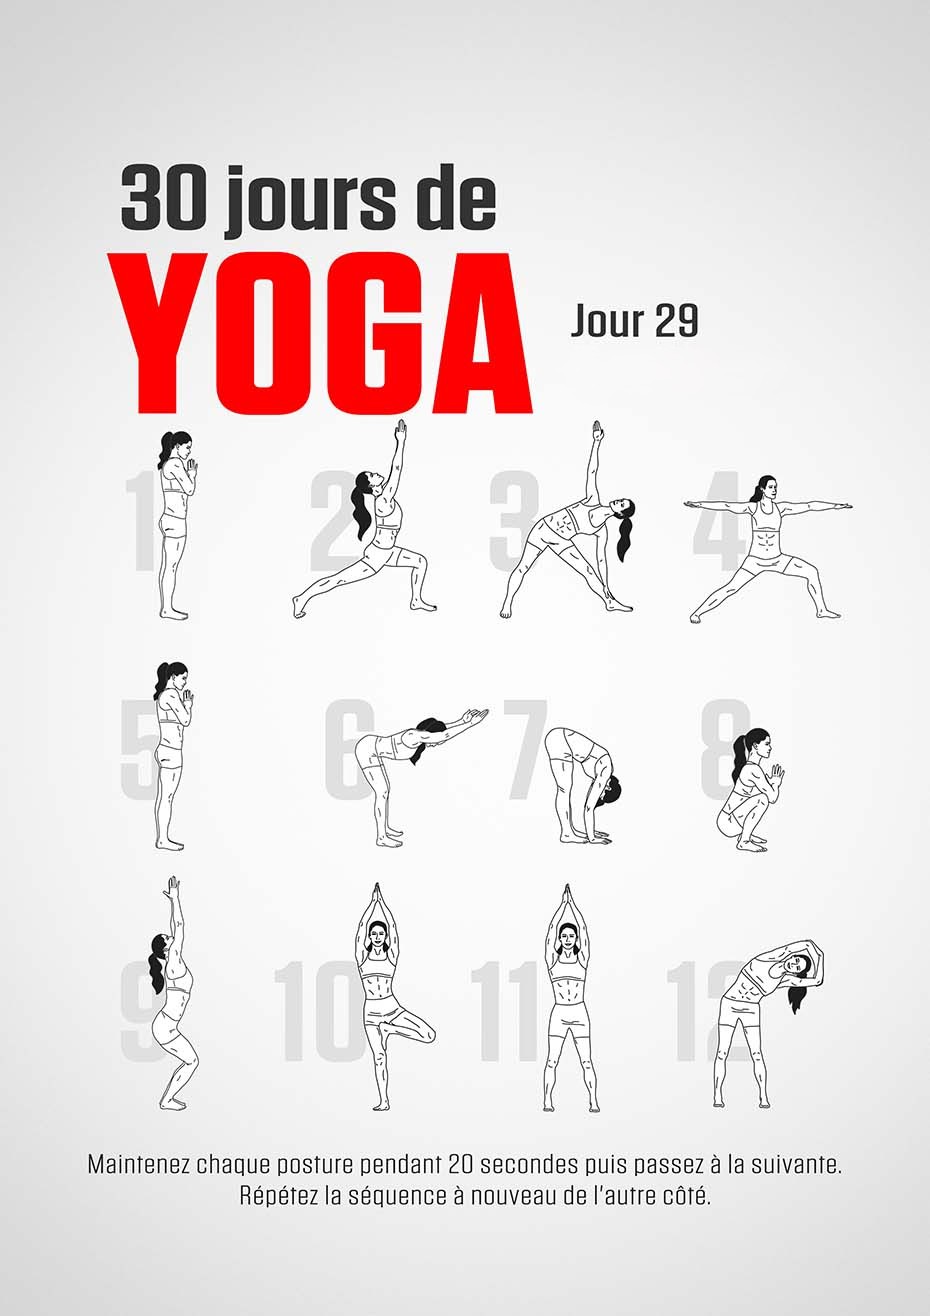 30 jours de
YOGA
Jour 29
1 2 3 4
5 6 7 8
9 10 11 12
Maintenez chaque posture pendant 20 secondes puis passez à la suivante.
Répétez la séquence à nouveau de l'autre côté.